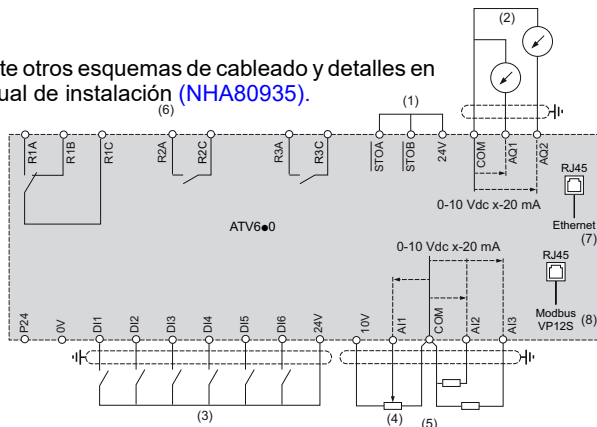 (2)
te otros esquemas de cableado y detalles en
ual de instalación (NHA80935).
(6)
(1)
R1A
R1B
R1C
R2A
R2C
R3A
R3C
STOA
STOB
24V
COM
AQ1
AQ2
RJ45
0-10 Vdc x-20 mA
Ethernet
(7)
ATV6●0
0-10 Vdc x-20 mA
RJ45
Modbus
VP12S
(8)
P24
0V
DI1
DI2
DI3
DI4
DI5
DI6
24V
10V
AI1
COM
AI2
AI3
(3)
(4)
(5)